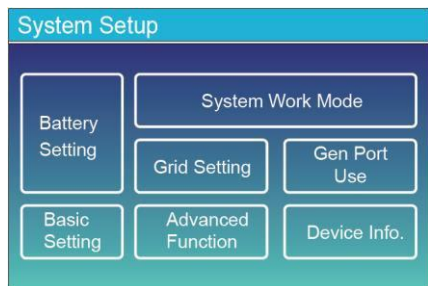 System Setup
Battery
Setting
System Work Mode
Grid Setting
Gen Port
Use
Basic
Setting
Advanced
Function
Device Info.